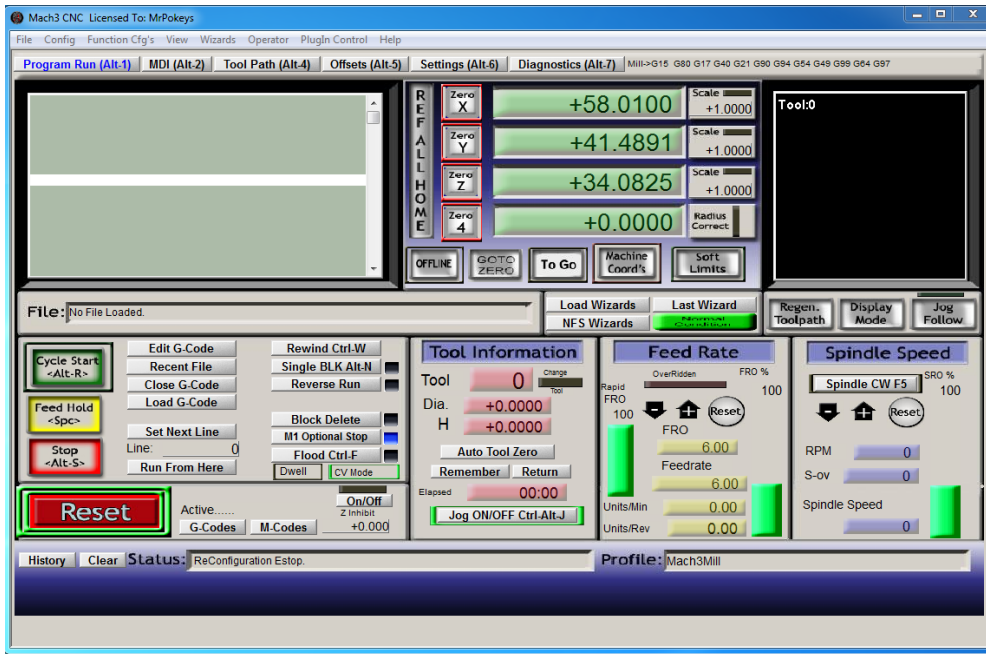 Mach3 CNC Licensed To: MrPokeys
File Config Function Cfg's View Wizards Operator PlugIn Control Help
Program Run (Alt-1) MDI (Alt-2) Tool Path (Alt-4) Offsets (Alt-5) Settings (Alt-6) Diagnostics (Alt-7) Mill->G15 G80 G17 G40 G21 G90 G94 G54 G49 G99 G64 G97
REF ALL HOME
Zero X +58.0100 Scale +1.0000
Zero Y +41.4891 Scale +1.0000
Zero Z +34.0825 Scale +1.0000
Zero 4 +0.0000 Radius Correct
OFFLINE GOTO ZERO To Go Machine Coord's Soft Limits
Tool:0
File: No File Loaded.
Load Wizards Last Wizard
NFS Wizards Normal Condition
Regen. Toolpath Display Mode Jog Follow
Cycle Start <Alt-R>
Feed Hold <Spc>
Stop <Alt-S>
Edit G-Code
Recent File
Close G-Code
Load G-Code
Set Next Line
Line: 0
Run From Here
Rewind Ctrl-W
Single BLK Alt-N
Reverse Run
Block Delete
M1 Optional Stop
Flood Ctrl-F
Dwell CV Mode
Reset
Active......
G-Codes M-Codes
On/Off
Z Inhibit
+0.000
Tool Information
Tool 0 Change Tool
Dia. +0.0000
H +0.0000
Auto Tool Zero
Remember Return
Elapsed 00:00
Jog ON/OFF Ctrl-Alt-J
Feed Rate
OverRidden FRO %
100
Rapid FRO
100
Reset
FRO
6.00
Feedrate
6.00
Units/Min 0.00
Units/Rev 0.00
Spindle Speed
Spindle CW F5 SRO %
100
Reset
RPM 0
S-ov 0
Spindle Speed
0
History Clear Status: ReConfiguration Estop.
Profile: Mach3Mill